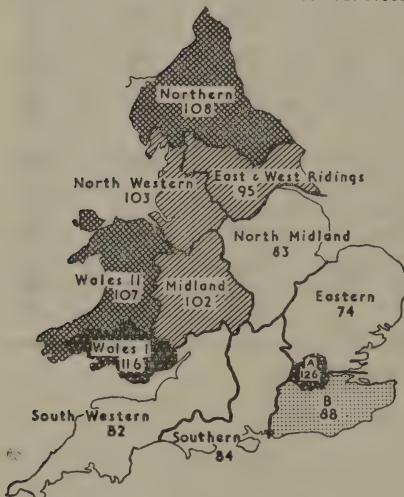 Northern
108
North Western
103
East & West Ridings
95
North Midland
83
Wales II
107
Midland
102
Eastern
74
Wales I
116
A
126
South-Western
82
Southern
84
B
88